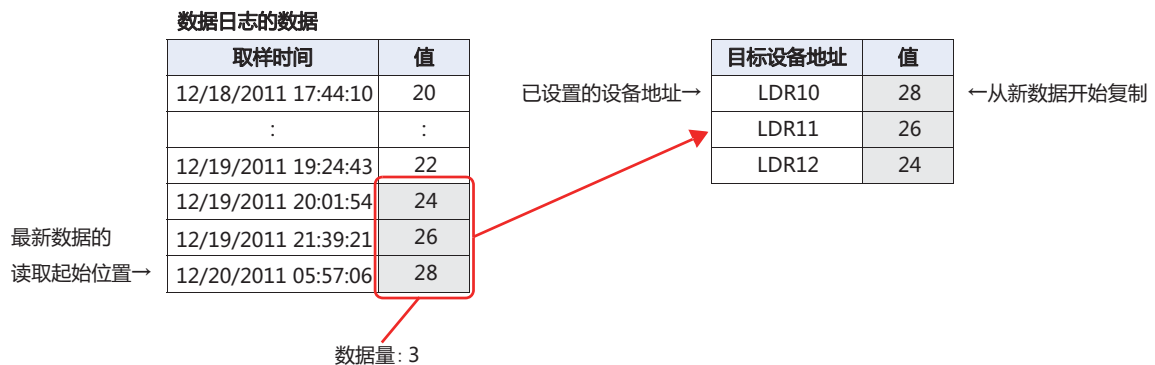 数据日志的数据
取样时间 值
12/18/2011 17:44:10 20
: :
12/19/2011 19:24:43 22
12/19/2011 20:01:54 24
12/19/2011 21:39:21 26
12/20/2011 05:57:06 28
最新数据的
读取起始位置→
数据量: 3
目标设备地址 值
已设置的设备地址→ LDR10 28 ←从新数据开始复制
LDR11 26
LDR12 24